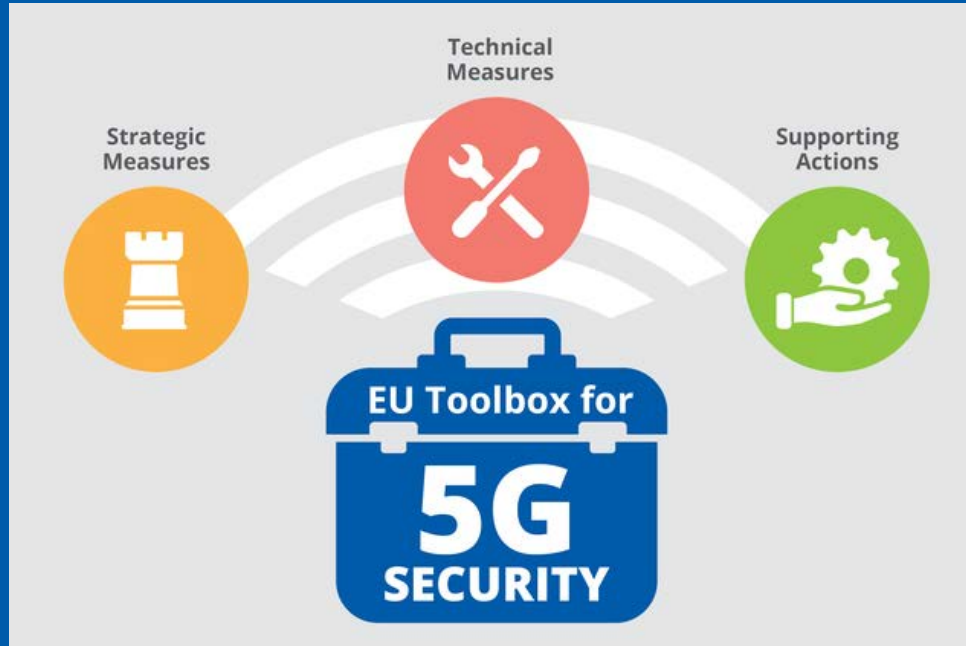 Technical
Measures
Strategic
Measures
Supporting
Actions
EU Toolbox for
5G
SECURITY